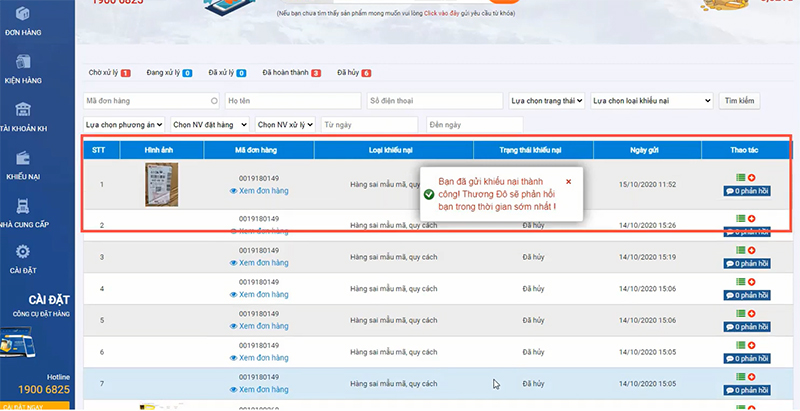 1900 6825
(Nếu bạn chưa tìm thấy sản phẩm mong muốn vui lòng Click vào đây gửi yêu cầu từ khóa)
ĐƠN HÀNG
KIỆN HÀNG
TÀI KHOẢN KH
KHIẾU NẠI
NHÀ CUNG CẤP
CÀI ĐẶT
CÀI ĐẶT
CÔNG CỤ ĐẶT HÀNG
Hotline
1900 6825
CÀI ĐẶT NGAY
Chờ xử lý 1 Đang xử lý 0 Đã xử lý 0 Đã hoàn thành 3 Đã hủy 6
Mã đơn hàng Họ tên Số điện thoại Lựa chọn trạng thái Lựa chọn loại khiếu nại Tìm kiếm
Lựa chọn phương án Chọn NV đặt hàng Chọn NV xử lý Từ ngày Đến ngày
STT Hình ảnh Mã đơn hàng Loại khiếu nại Trạng thái khiếu nại Ngày gửi Thao tác
1 0019180149 Xem đơn hàng Hàng sai mẫu mã, quy cách 15/10/2020 11:52 0 phản hồi
Bạn đã gửi khiếu nại thành
công! Thương Đô sẽ phản hồi
bạn trong thời gian sớm nhất !
2 0019180149 Xem đơn hàng Hàng sai mẫu mã, quy cách Đã hủy 14/10/2020 15:26 0 phản hồi
3 0019180149 Xem đơn hàng Hàng sai mẫu mã, quy cách Đã hủy 14/10/2020 15:19 0 phản hồi
4 0019180149 Xem đơn hàng Hàng sai mẫu mã, quy cách Đã hủy 14/10/2020 15:06 0 phản hồi
5 0019180149 Xem đơn hàng Hàng sai mẫu mã, quy cách Đã hủy 14/10/2020 15:06 0 phản hồi
6 0019180149 Xem đơn hàng Hàng sai mẫu mã, quy cách Đã hủy 14/10/2020 15:05 0 phản hồi
7 0019180149 Xem đơn hàng Hàng sai mẫu mã, quy cách Đã hủy 14/10/2020 15:05 0 phản hồi